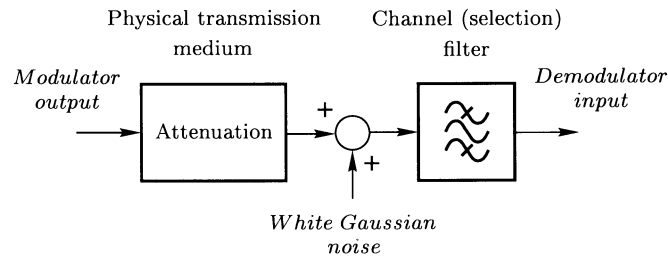 Physical transmission
medium
Channel (selection)
filter
Modulator
output
Attenuation
+
+
Demodulator
input
White Gaussian
noise